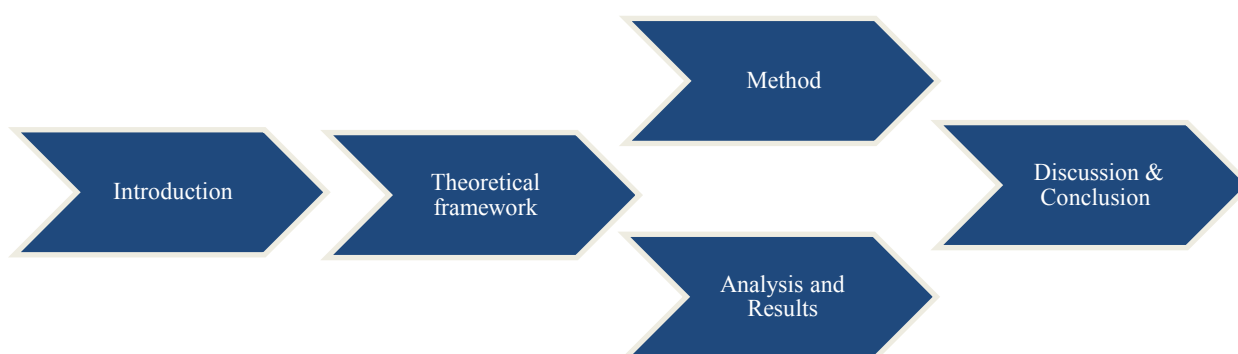 Introduction
Theoretical
framework
Method
Analysis and
Results
Discussion &
Conclusion